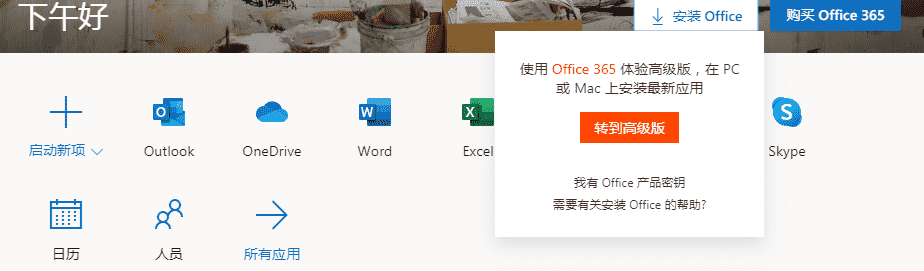 下午好
安装 Office
购买 Office 365
使用 Office 365 体验高级版，在 PC
或 Mac 上安装最新应用
转到高级版
我有 Office 产品密钥
需要有关安装 Office 的帮助?
启动新项
Outlook
OneDrive
Word
Excel
Skype
日历
人员
所有应用